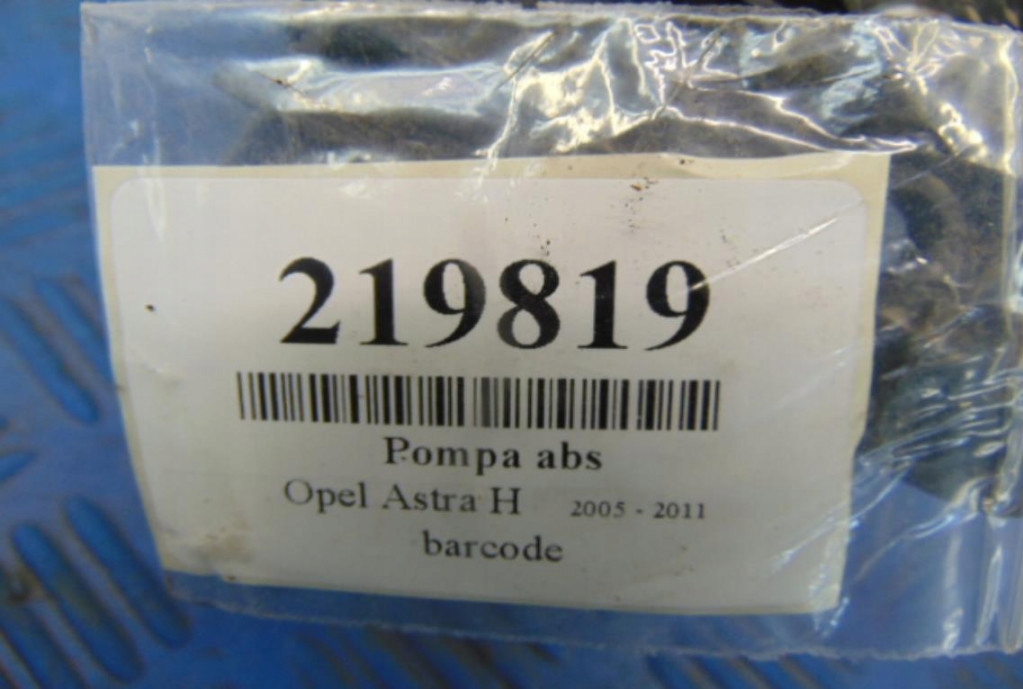 219819
Pompa abs
Opel Astra H 2005 - 2011
barcode